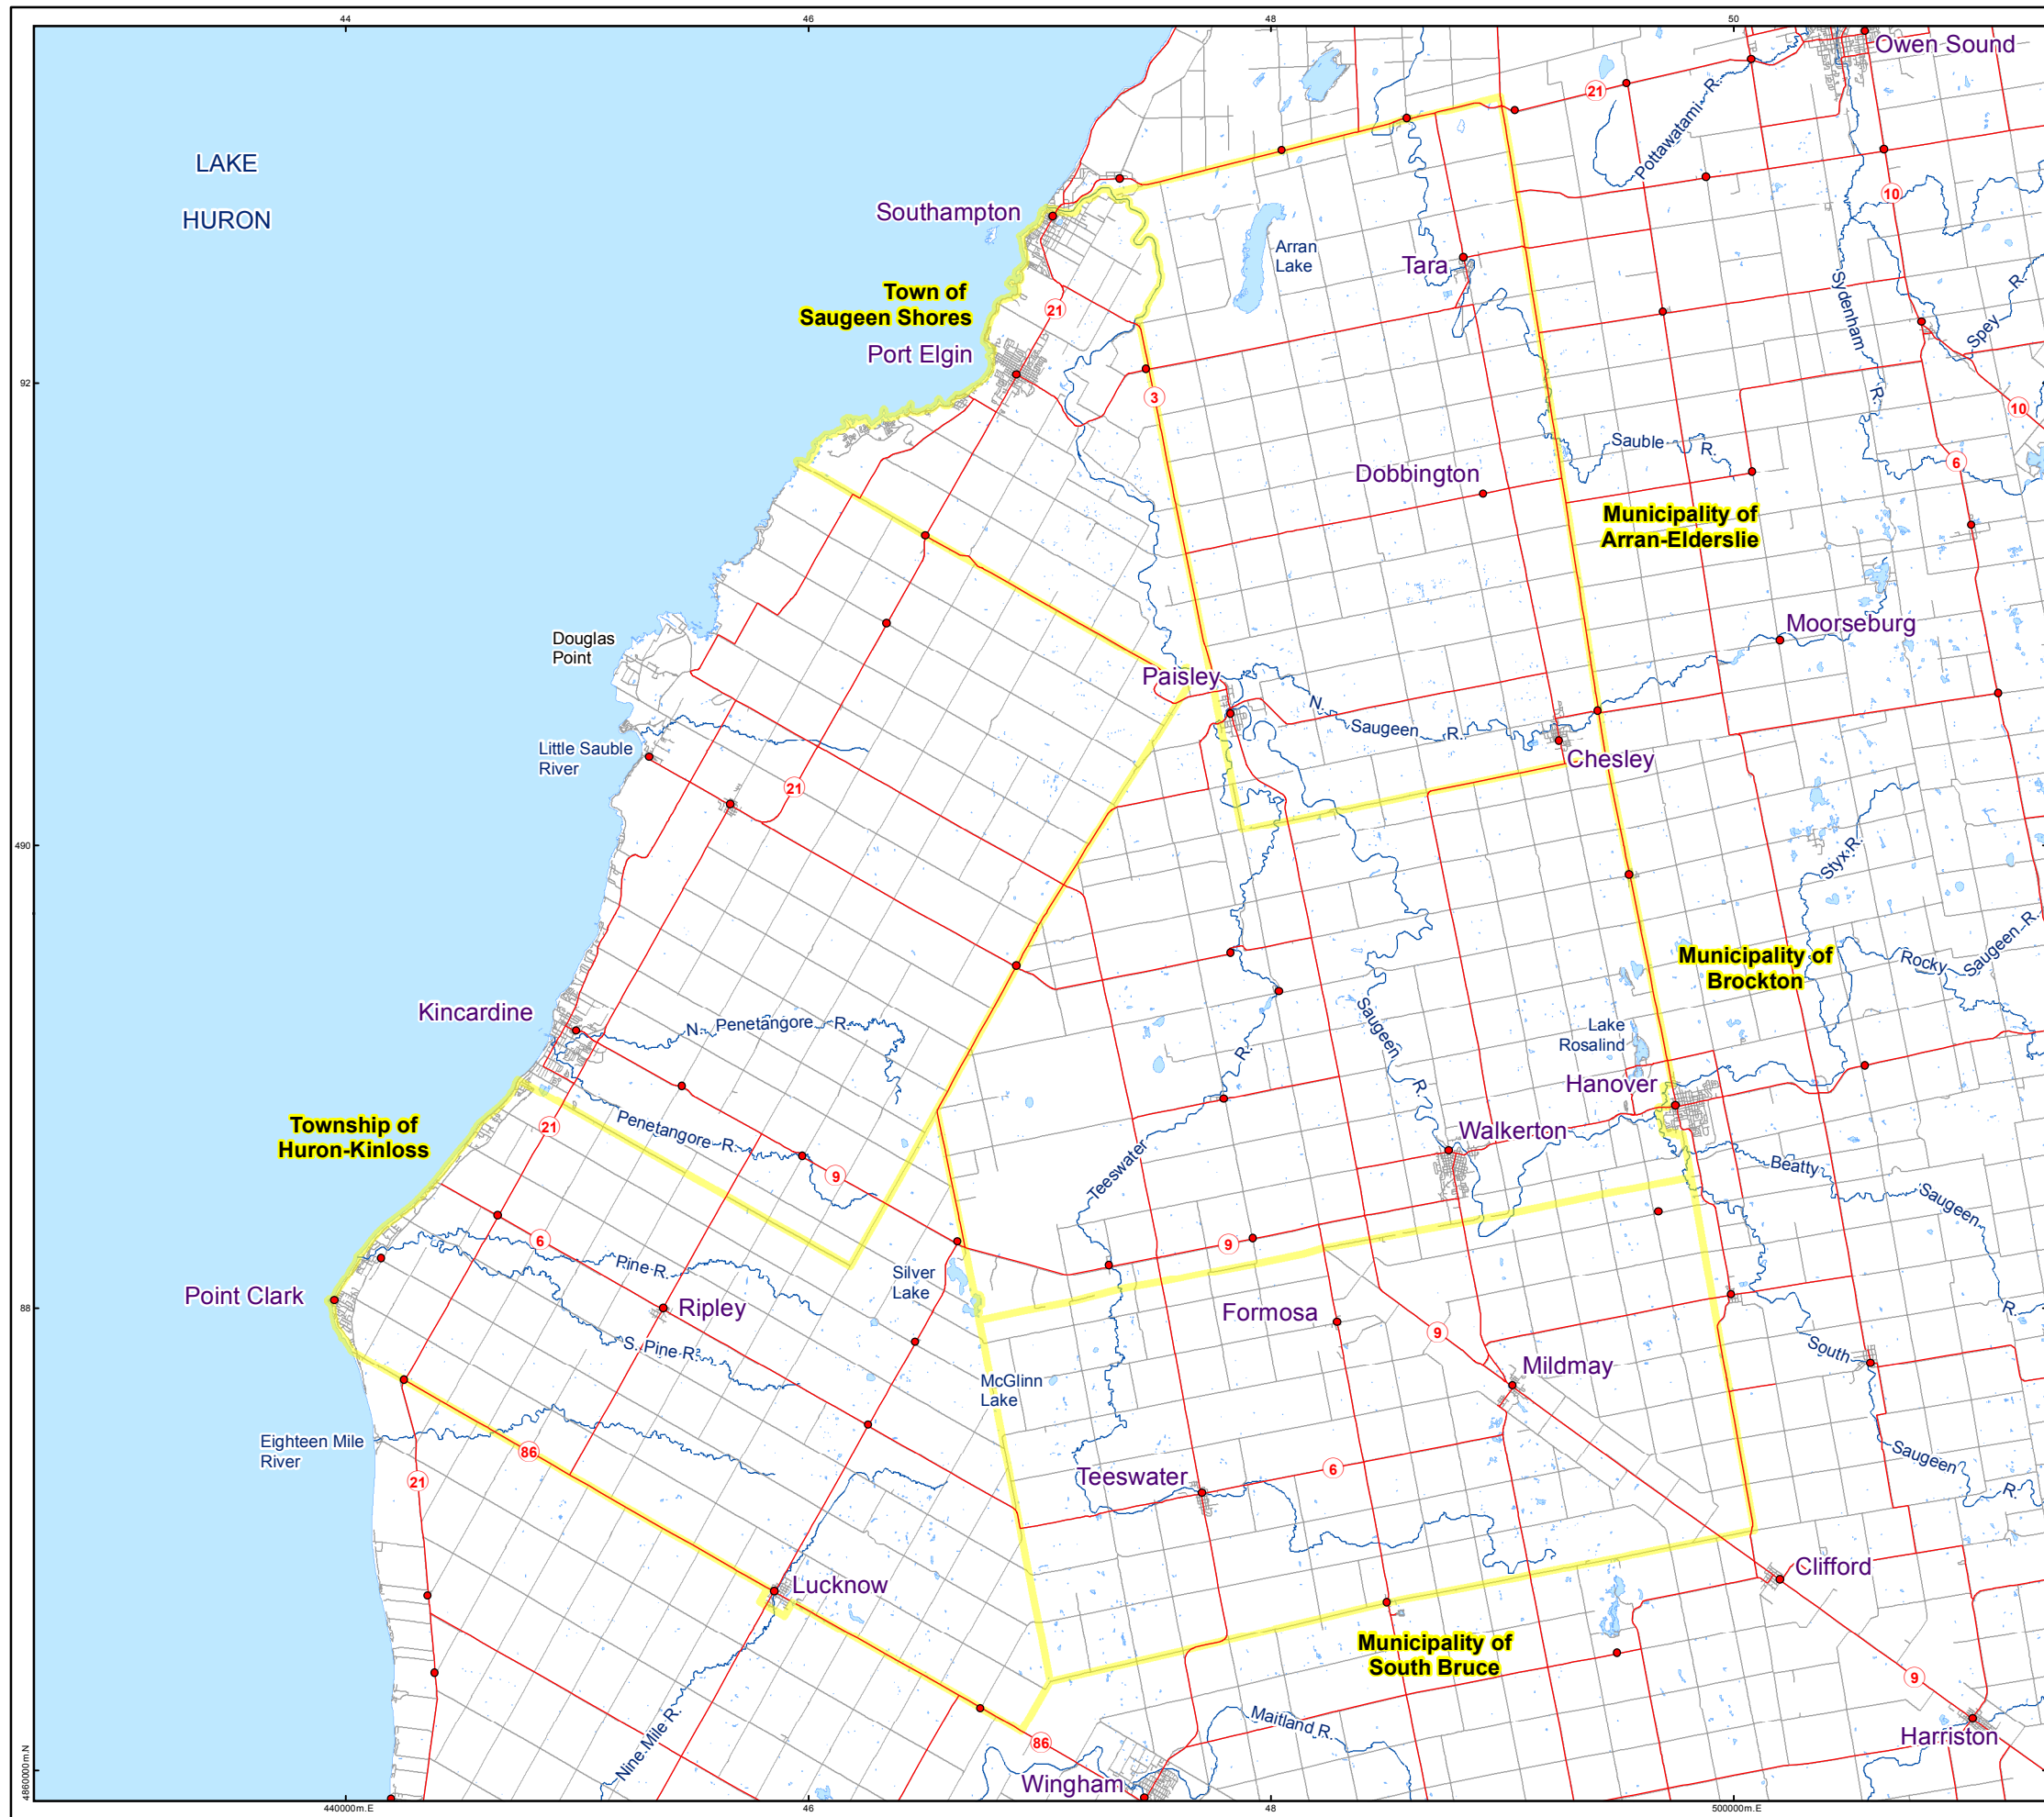 44
46
48
50
Owen Sound
21
Pottawatami R.
LAKE
HURON
10
Southampton
Arran
Lake
Tara
Sydenham R.
Spey R.
Town of
Saugeen Shores
21
Port Elgin
92
3
10
Sauble R.
6
Dobbington
Municipality of
Arran-Elderslie
Moorseburg
Douglas
Point
Paisley
N. Saugeen R.
Little Sauble
River
Chesley
21
490
Styx R.
Rocky Saugeen R.
Municipality of
Brockton
Kincardine
N. Penetangore R.
Saugeen R.
Lake
Rosalind
Hanover
Township of
Huron-Kinloss
21
Penetangore R.
Walkerton
Teeswater R.
9
Beatty Saugeen R.
6
9
Pine R.
Silver
Lake
Point Clark
88
Ripley
Formosa
9
S. Pine R.
South Saugeen R.
McGlinn
Lake
Mildmay
Eighteen Mile
River
86
21
Teeswater
6
Lucknow
Clifford
Municipality of
South Bruce
9
Nine Mile R.
Maitland R.
86
Harriston
Wingham
4860000m.N
440000m.E
46
48
500000m.E